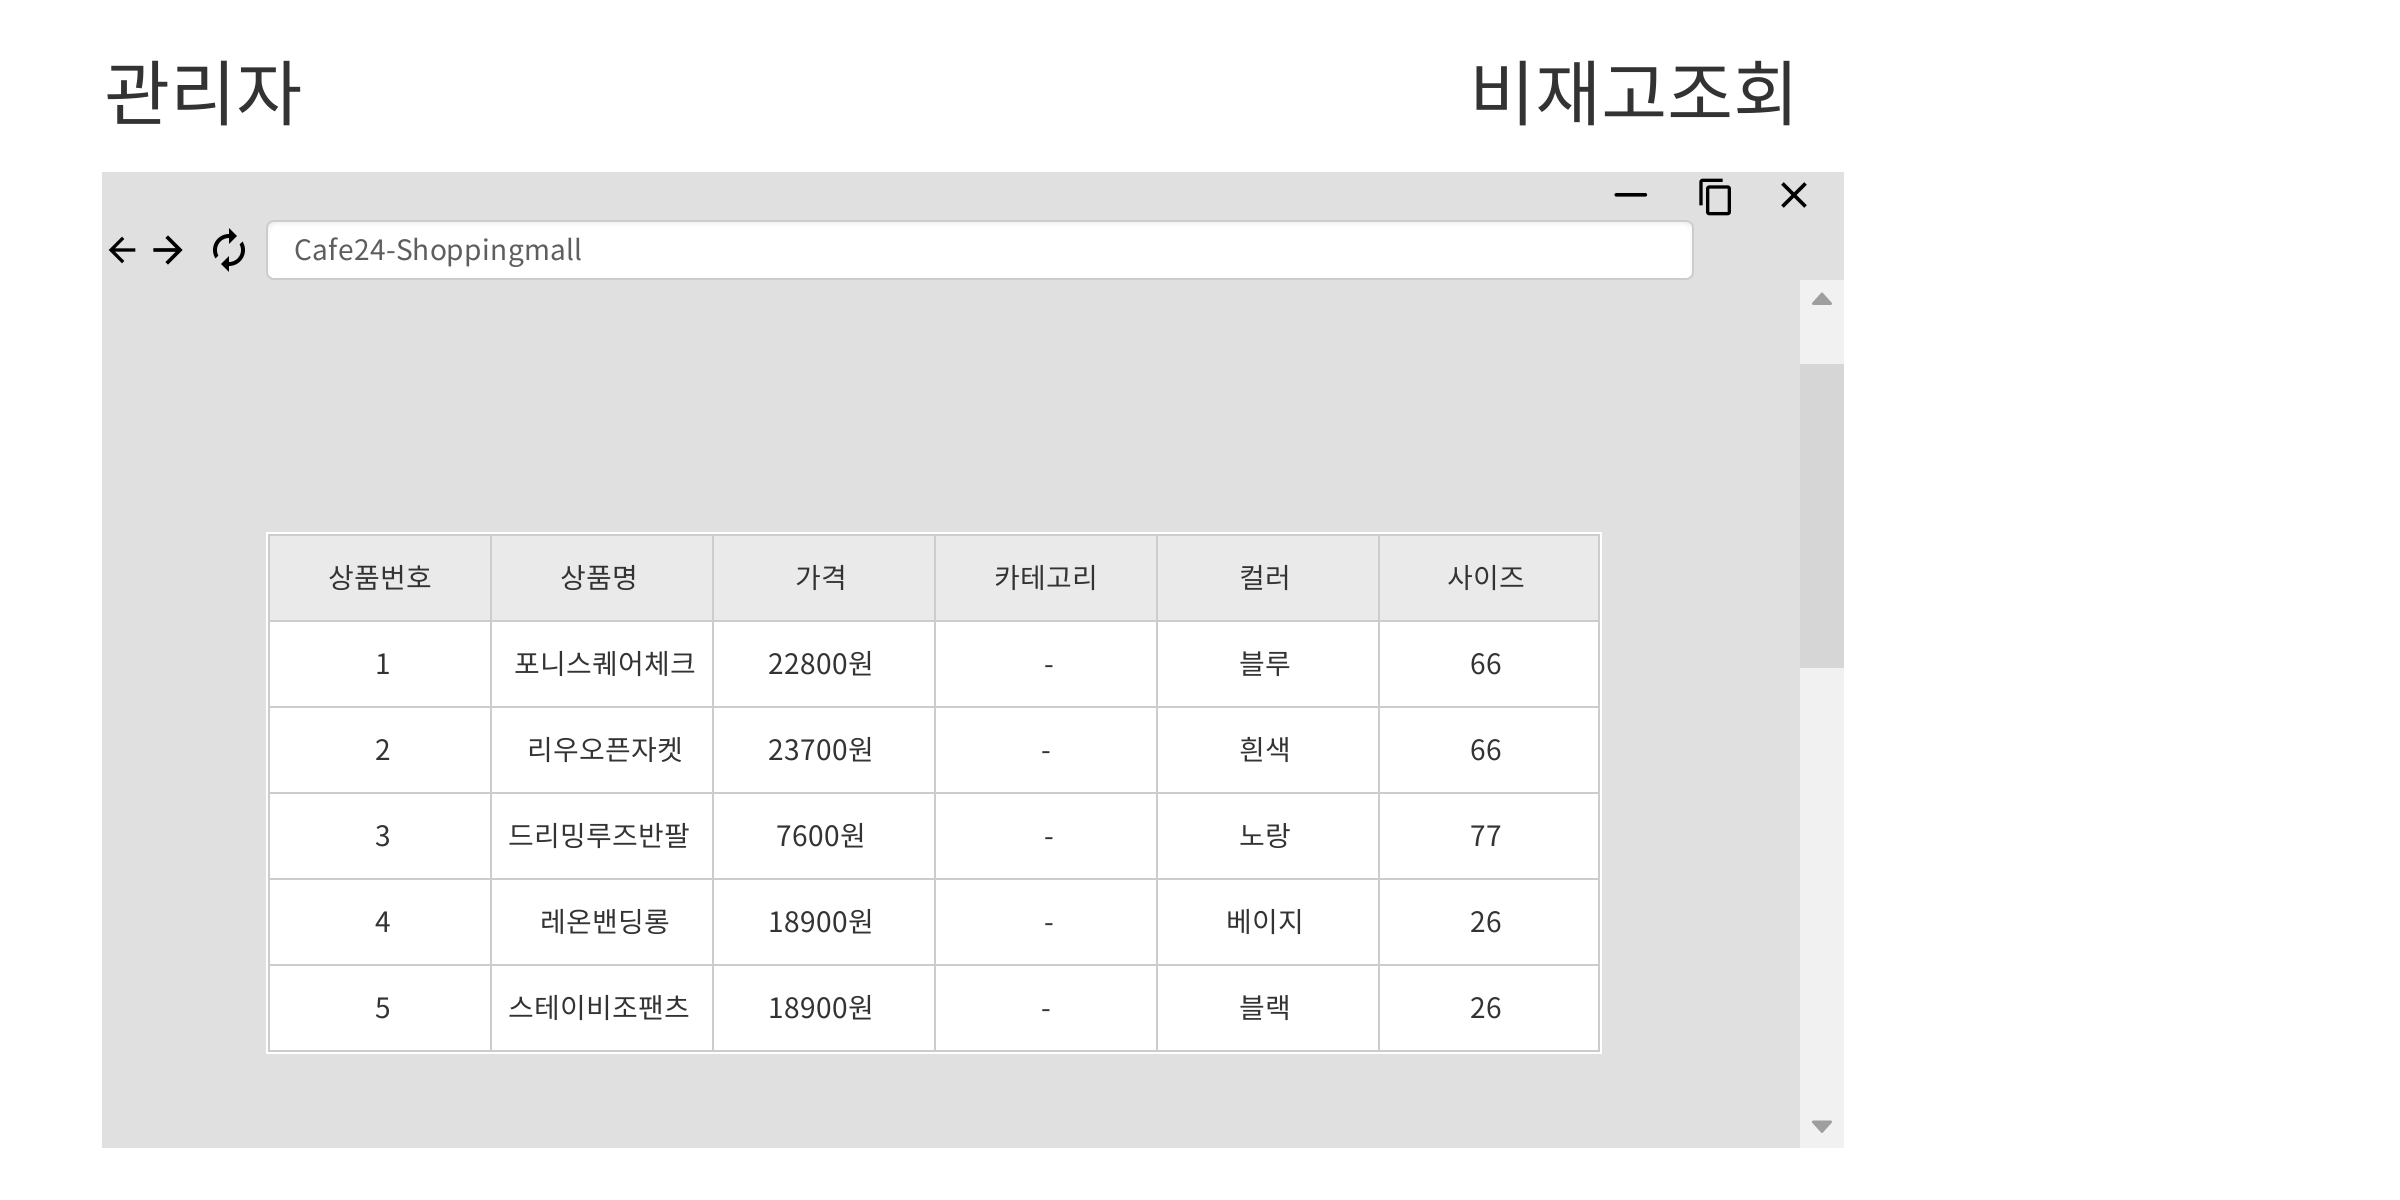 관리자 비재고조회
Cafe24-Shoppingmall
상품번호 상품명 가격 카테고리 컬러 사이즈
1 포니스퀘어체크 22800원 - 블루 66
2 리우오픈자켓 23700원 - 흰색 66
3 드리밍루즈반팔 7600원 - 노랑 77
4 레온밴딩롱 18900원 - 베이지 26
5 스테이비조팬츠 18900원 - 블랙 26